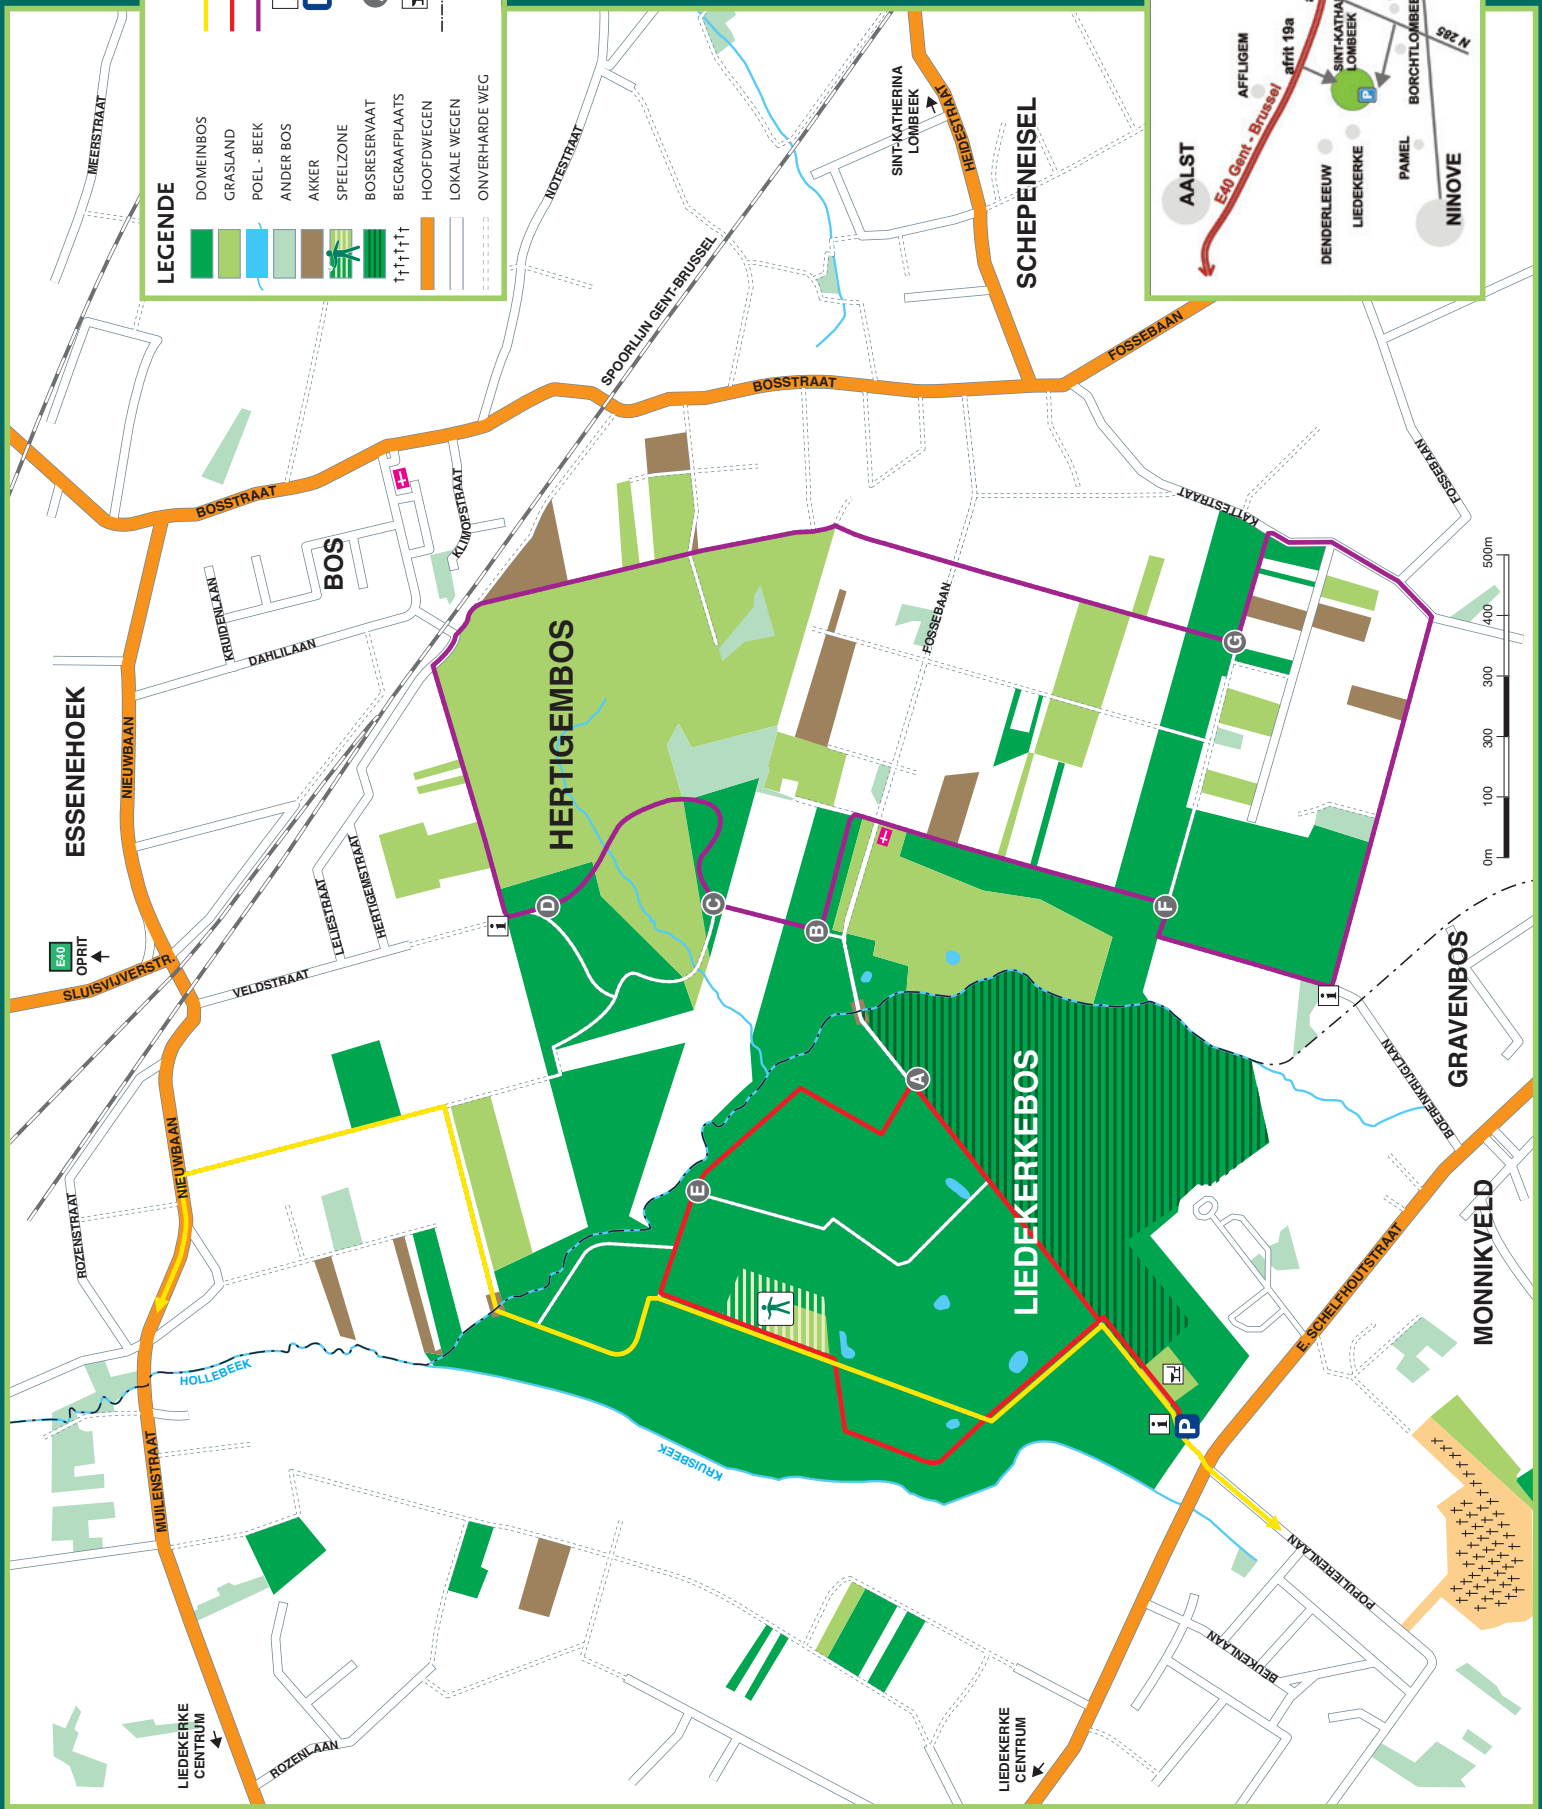 LEGENDE
DOMEINBOS
GRASLAND
POEL - BEEK
ANDER BOS
AKKER
SPEELZONE
BOSRESERVAAT
BEGRAAFPLAATS
HOOFDWEGEN
LOKALE WEGEN
ONVERHARDE WEG
AALST
AFFLIGEM
E40 Gent - Brussel
afrit 19a
SINT-KATHA
LOMBEEK
N 285
DENDERLEEUW
LIEDEKERKE
P
BORCHTLOMBEE
PAMEL
NINOVE
MEERSTRAAT
NOTESTRAAT
SPOORLIJN GENT-BRUSSEL
SINT-KATHERINA
LOMBEEK
HEIDESTRAAT
SCHEPENEISEL
BOSSTRAAT
FOSSEBAAN
BOSSTRAAT
BOS
KLIMOPSTRAAT
KRUIDENLAAN
DAHLILAAN
KATTESTRAAT
FOSSEBAAN
FOSSEBAAN
ESSENEHOEK
NIEUWBAAN
HERTIGEMBOS
LELIESTRAAT
HERTIGEMSTRAAT
VELDSTRAAT
E40
OPRIT
SLUISVIJVERSTR.
i
D
C
B
G
F
i
0m
100
300
300
400
500m
GRAVENBOS
BOERENKRIJGLAAN
A
E
LIEDEKERKEBOS
NIEUWBAAN
ROZENSTRAAT
HOLLEBEEK
MUILENSTRAAT
KRUISBEEK
i
P
E. SCHELFHOUTSTRAAT
MONNIKVELD
POPULIERENLAAN
BEUKENLAAN
ROZENLAAN
LIEDEKERKE
CENTRUM
LIEDEKERKE
CENTRUM